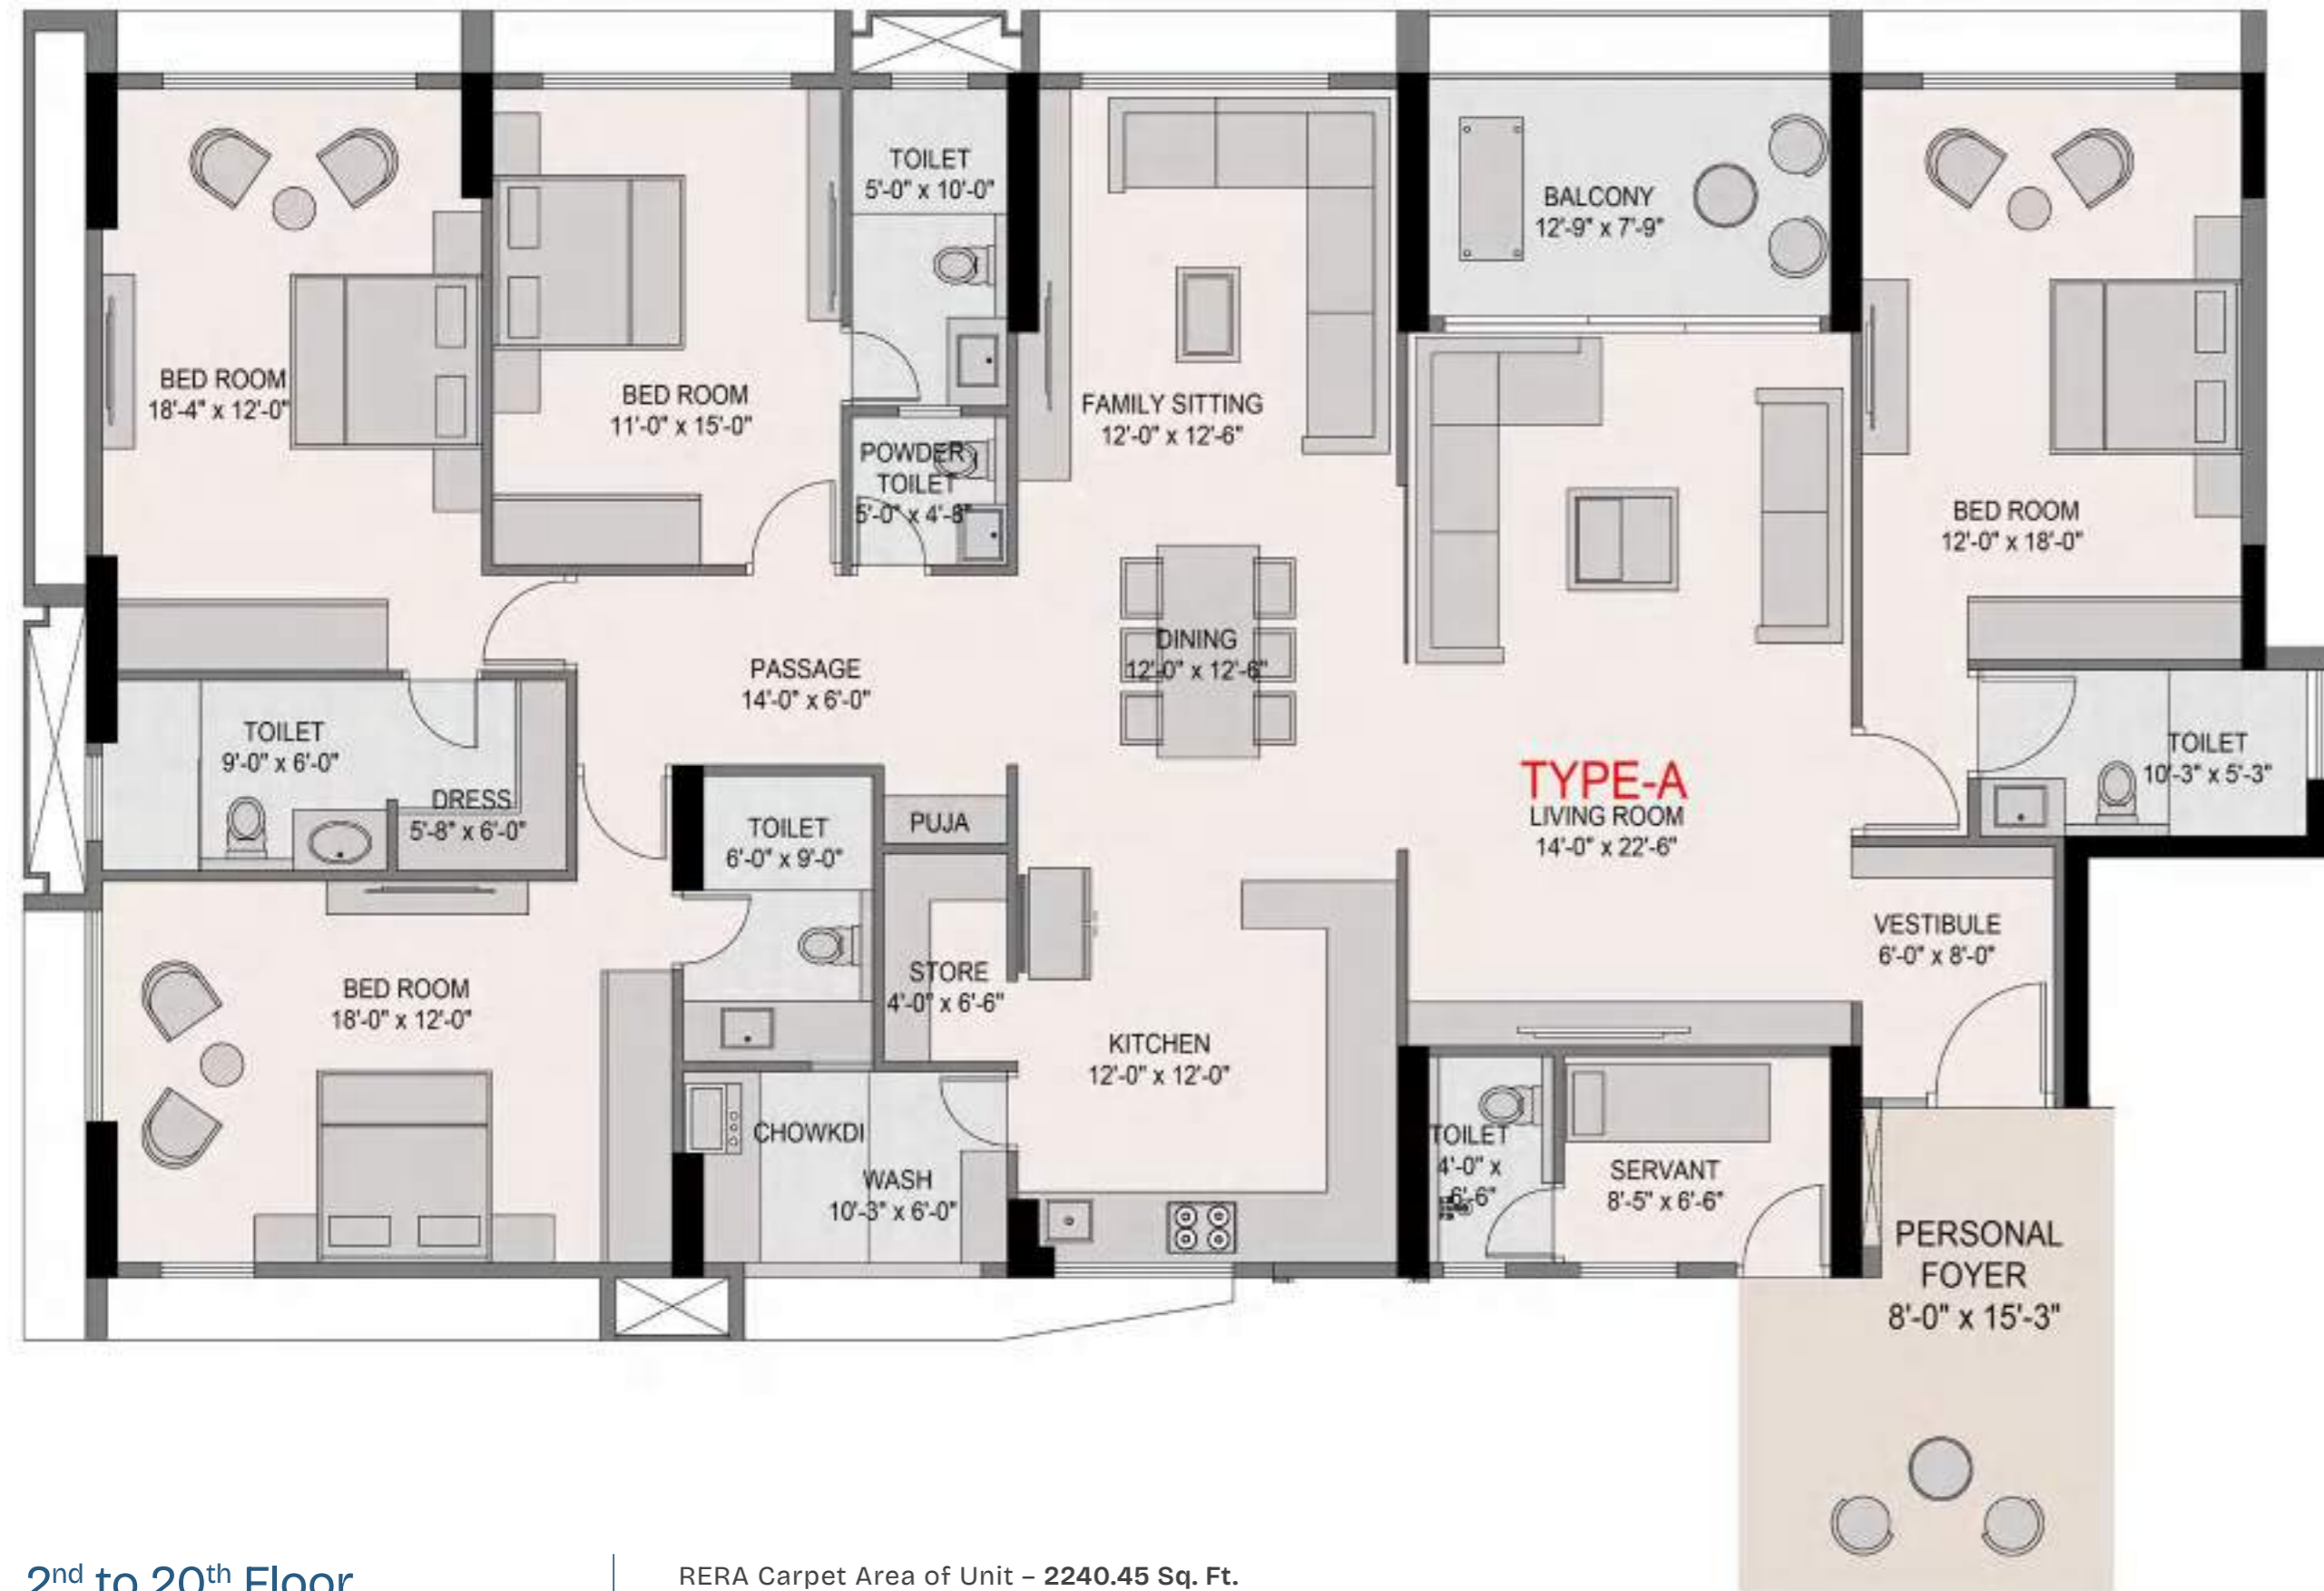 TOILET
5'-0" x 10'-0"
BALCONY
12'-9" x 7'-9"
BED ROOM
18'-4" x 12'-0"
BED ROOM
11'-0" x 15'-0"
FAMILY SITTING
12'-0" x 12'-6"
POWDER
TOILET
5'-0" x 4'-8"
BED ROOM
12'-0" x 18'-0"
DINING
12'-0" x 12'-6"
PASSAGE
14'-0" x 6'-0"
TOILET
9'-0" x 6'-0"
DRESS
5'-8" x 6'-0"
TOILET
6'-0" x 9'-0"
PUJA
TYPE-A
LIVING ROOM
14'-0" x 22'-6"
TOILET
10'-3" x 5'-3"
VESTIBULE
6'-0" x 8'-0"
BED ROOM
18'-0" x 12'-0"
STORE
4'-0" x 6'-6"
KITCHEN
12'-0" x 12'-0"
CHOWKDI
WASH
10'-3" x 6'-0"
TOILET
4'-0" x
6'-6"
SERVANT
8'-5" x 6'-6"
PERSONAL
FOYER
8'-0" x 15'-3"
2nd to 20th Floor
RERA Carpet Area of Unit – 2240.45 Sq. Ft.